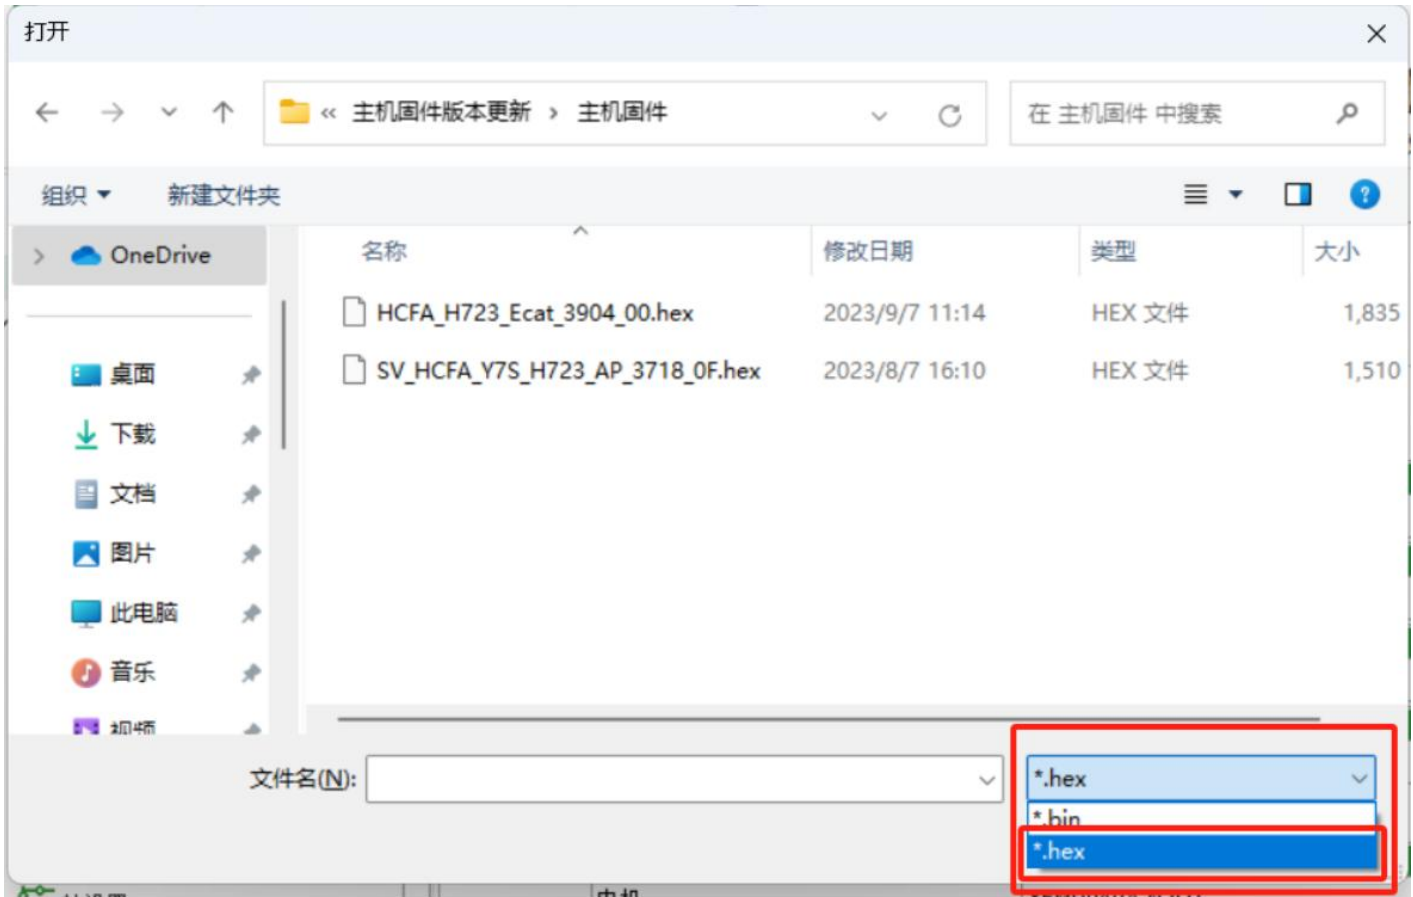 打开
« 主机固件版本更新 › 主机固件
在 主机固件 中搜索
组织 新建文件夹
OneDrive
名称 修改日期 类型 大小
HCFA_H723_Ecat_3904_00.hex 2023/9/7 11:14 HEX 文件 1,835
SV_HCFA_Y7S_H723_AP_3718_0F.hex 2023/8/7 16:10 HEX 文件 1,510
桌面
下载
文档
图片
此电脑
音乐
视频
文件名(N):
*.hex
*.bin
*.hex